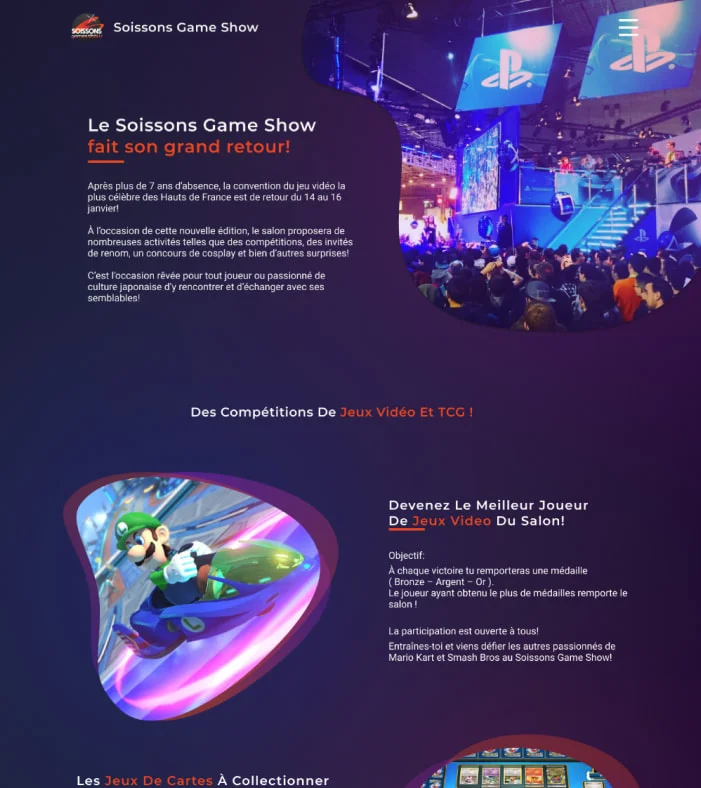 SOISSONS
Soissons Game Show
Le Soissons Game Show
fait son grand retour!
Après plus de 7 ans d'absence, la convention du jeu vidéo la
plus célèbre des Hauts de France est de retour du 14 au 16
janvier!
À l'occasion de cette nouvelle édition, le salon proposera de
nombreuses activités telles que des compétitions, des invités
de renom, un concours de cosplay et bien d'autres surprises!
C'est l'occasion rêvée pour tout joueur ou passionné de
culture japonaise d'y rencontrer et d'échanger avec ses
semblables!
Des Compétitions De Jeux Vidéo Et TCG !
Devenez Le Meilleur Joueur
De Jeux Video Du Salon!
Objectif:
À chaque victoire tu remporteras une médaille
( Bronze – Argent – Or ).
Le joueur ayant obtenu le plus de médailles remporte le
salon !
La participation est ouverte à tous!
Entraînes-toi et viens défier les autres passionnés de
Mario Kart et Smash Bros au Soissons Game Show!
Les Jeux De Cartes À Collectionner